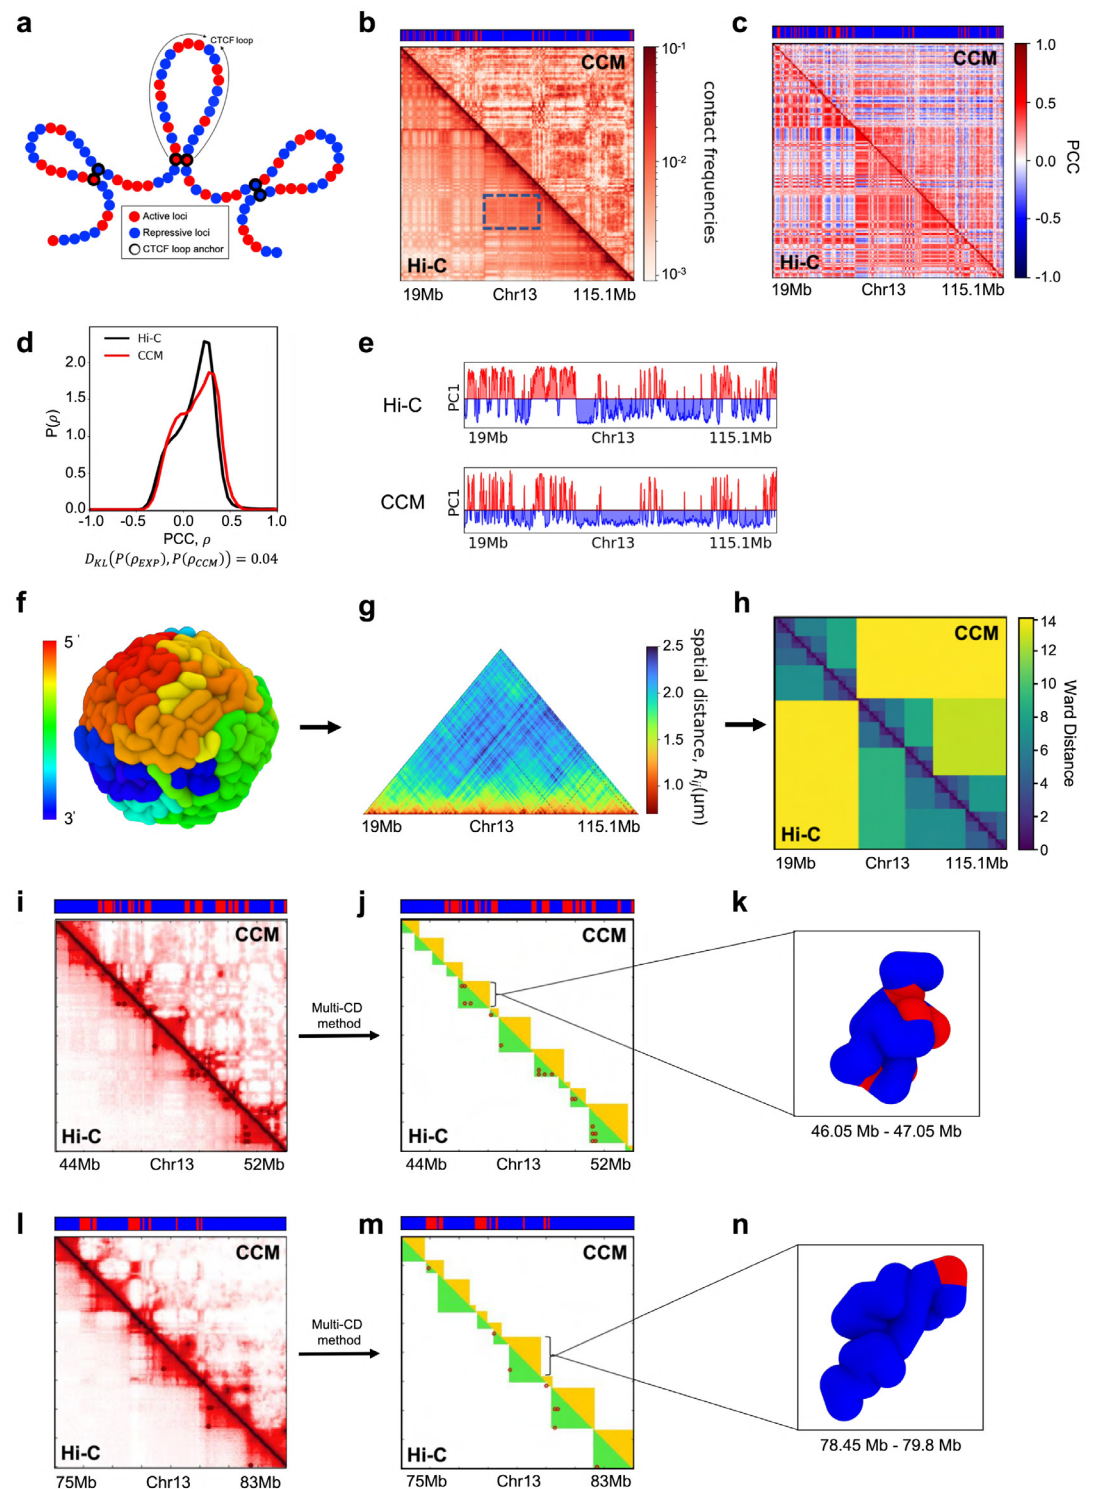 a
CTCF loop
Active loci
Repressive loci
CTCF loop anchor
b
CCM
Hi-C
19Mb Chr13 115.1Mb
10-1
10-2
10-3
contact frequencies
c
CCM
Hi-C
19Mb Chr13 115.1Mb
1.0
0.5
0.0
-0.5
-1.0
PCC
d
Hi-C
CCM
P(ρ)
2.0
1.5
1.0
0.5
0.0
-1.0 -0.5 0.0 0.5 1.0
PCC, ρ
D_KL(P(ρ_EXP), P(ρ_CCM)) = 0.04
e
Hi-C
PC1
19Mb Chr13 115.1Mb
CCM
PC1
19Mb Chr13 115.1Mb
f
5'
3'
g
19Mb Chr13 115.1Mb
2.5
2.0
1.5
1.0
spatial distance, R_ij(μm)
h
CCM
Hi-C
19Mb Chr13 115.1Mb
14
12
10
8
6
4
2
0
Ward Distance
i
CCM
Hi-C
44Mb Chr13 52Mb
Multi-CD
method
j
CCM
Hi-C
44Mb Chr13 52Mb
k
46.05 Mb - 47.05 Mb
l
CCM
Hi-C
75Mb Chr13 83Mb
Multi-CD
method
m
CCM
Hi-C
75Mb Chr13 83Mb
n
78.45 Mb - 79.8 Mb